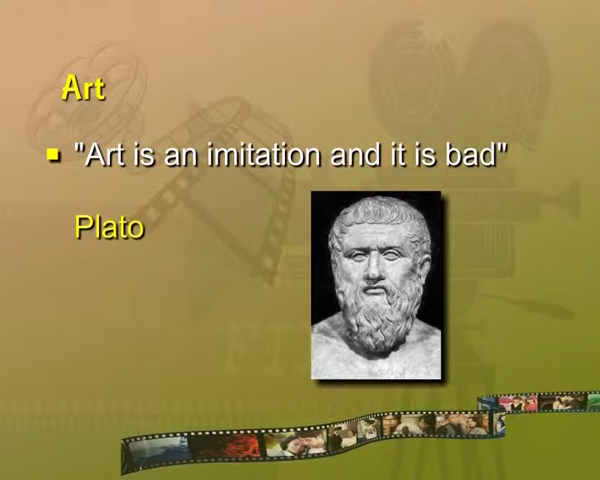 Art
"Art is an imitation and it is bad"
Plato